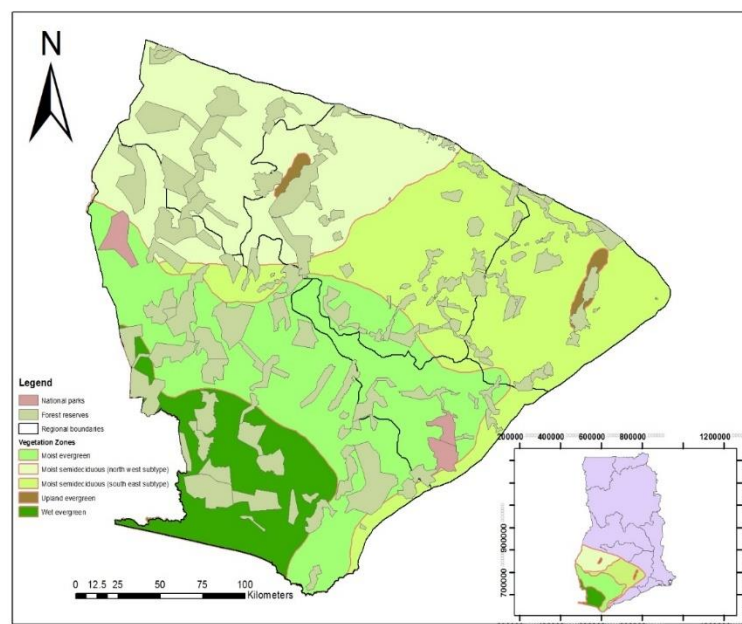 N
Legend
National parks
Forest reserves
Regional boundaries
Vegetation Zones
Moist evergreen
Moist semideciduous (north west subtype)
Moist semideciduous (south east subtype)
Upland evergreen
Wet evergreen
0 12.5 25 50 75 100
Kilometers
200000 400000 600000 800000 1200000
900000
700000